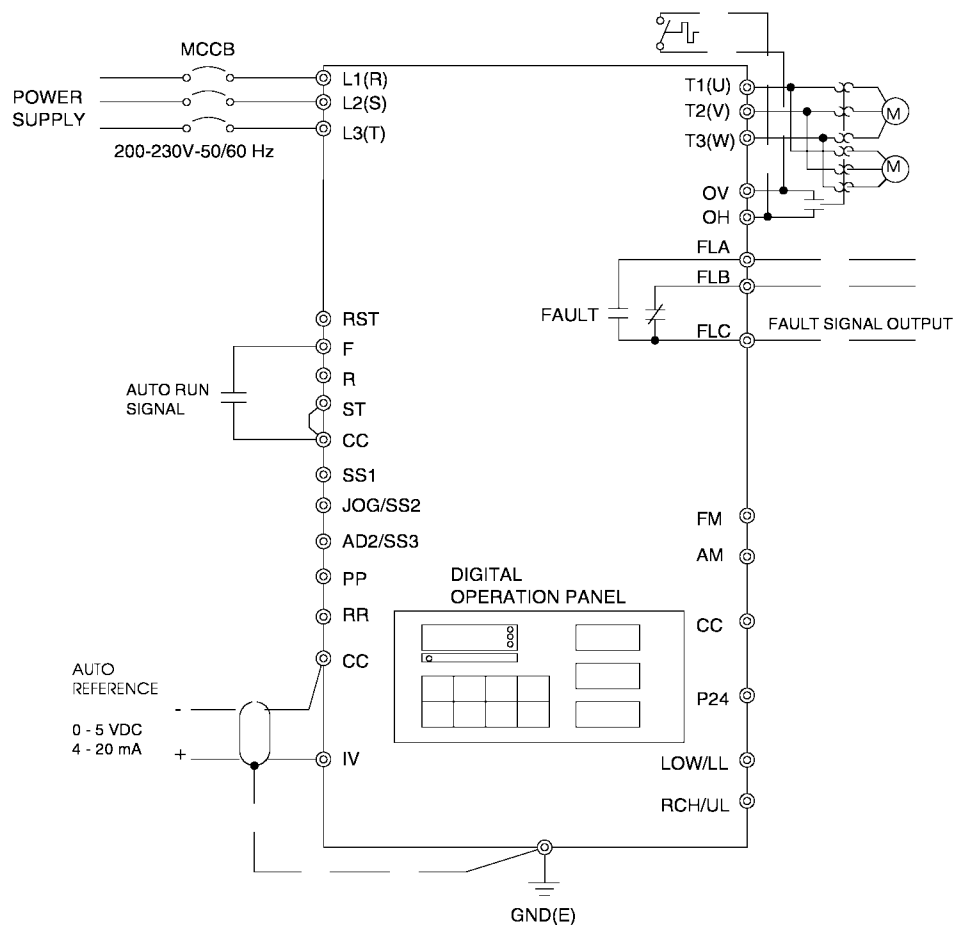 MCCB
POWER
SUPPLY
200-230V-50/60 Hz
L1(R)
L2(S)
L3(T)
T1(U)
T2(V)
T3(W)
M
M
OV
OH
FLA
FLB
FLC
FAULT
FAULT SIGNAL OUTPUT
RST
F
R
ST
CC
AUTO RUN
SIGNAL
SS1
JOG/SS2
AD2/SS3
PP
RR
CC
IV
AUTO
REFERENCE
-
0 - 5 VDC
4 - 20 mA
+
DIGITAL
OPERATION PANEL
FM
AM
CC
P24
LOW/LL
RCH/UL
GND(E)